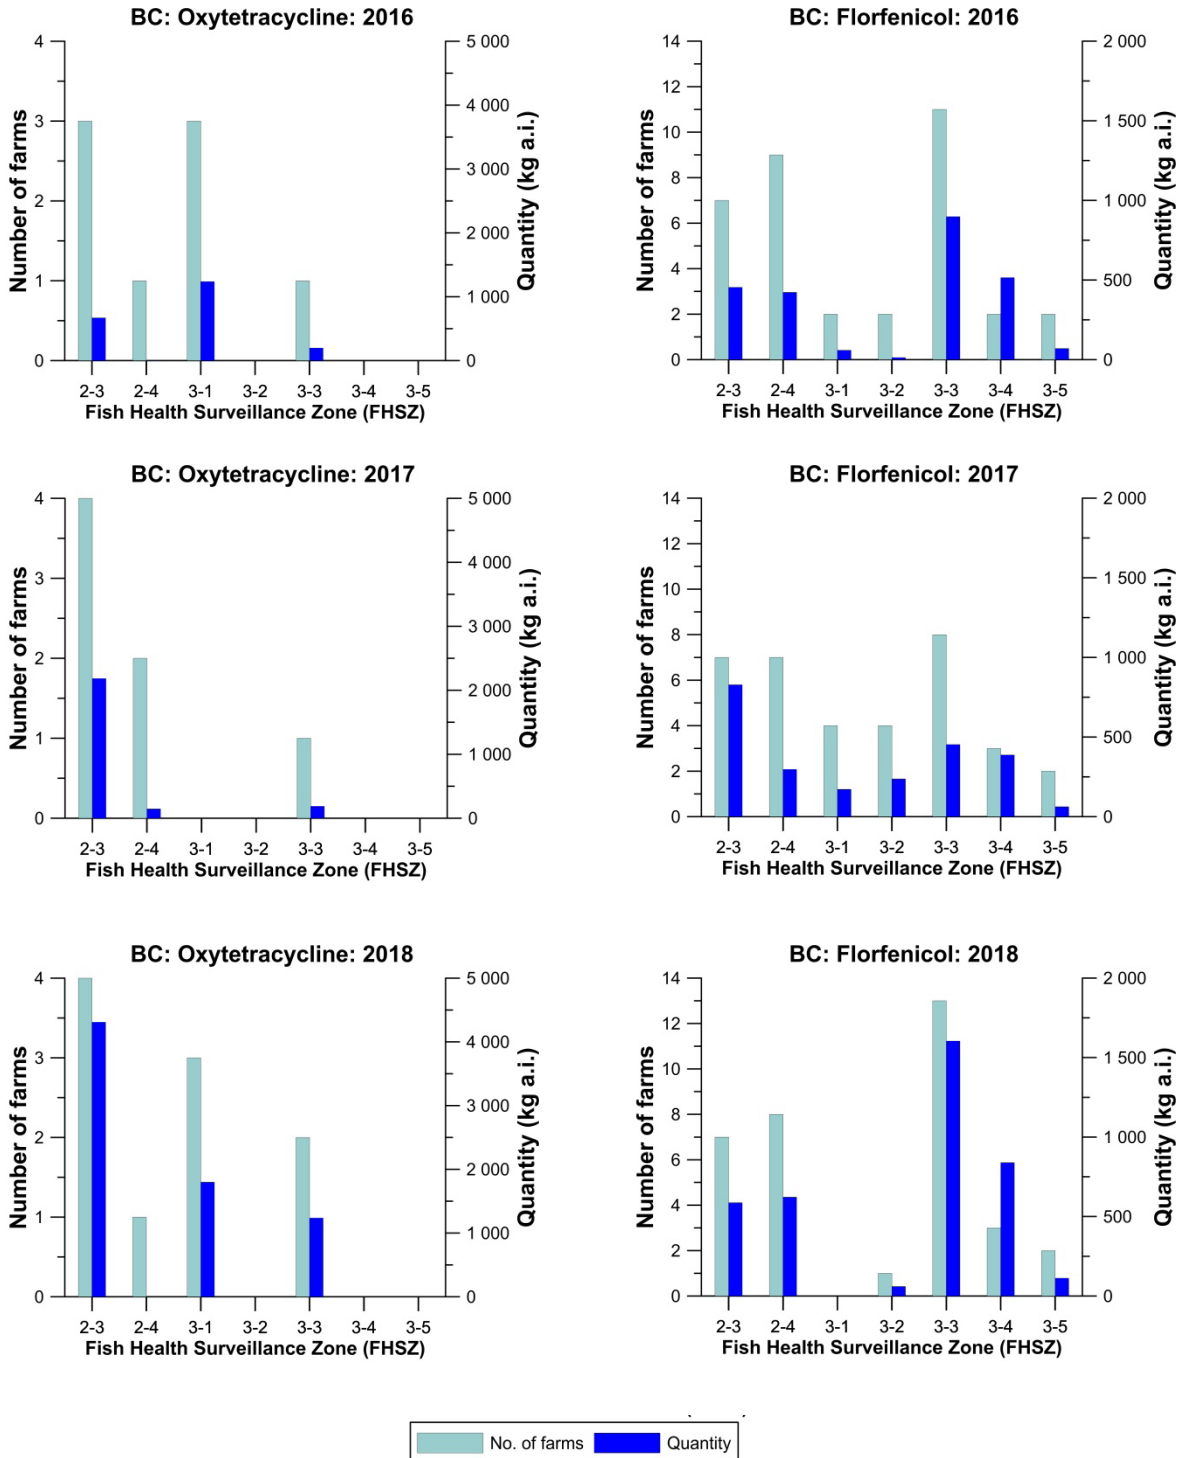 BC: Oxytetracycline: 2016
Number of farms
4
3
2
1
0
5 000
4 000
3 000
2 000
1 000
0
Quantity (kg a.i.)
2-3 2-4 3-1 3-2 3-3 3-4 3-5
Fish Health Surveillance Zone (FHSZ)
BC: Florfenicol: 2016
Number of farms
14
12
10
8
6
4
2
0
2 000
1 500
1 000
500
0
Quantity (kg a.i.)
2-3 2-4 3-1 3-2 3-3 3-4 3-5
Fish Health Surveillance Zone (FHSZ)
BC: Oxytetracycline: 2017
Number of farms
4
3
2
1
0
5 000
4 000
3 000
2 000
1 000
0
Quantity (kg a.i.)
2-3 2-4 3-1 3-2 3-3 3-4 3-5
Fish Health Surveillance Zone (FHSZ)
BC: Florfenicol: 2017
Number of farms
14
12
10
8
6
4
2
0
2 000
1 500
1 000
500
0
Quantity (kg a.i.)
2-3 2-4 3-1 3-2 3-3 3-4 3-5
Fish Health Surveillance Zone (FHSZ)
BC: Oxytetracycline: 2018
Number of farms
4
3
2
1
0
5 000
4 000
3 000
2 000
1 000
0
Quantity (kg a.i.)
2-3 2-4 3-1 3-2 3-3 3-4 3-5
Fish Health Surveillance Zone (FHSZ)
BC: Florfenicol: 2018
Number of farms
14
12
10
8
6
4
2
0
2 000
1 500
1 000
500
0
Quantity (kg a.i.)
2-3 2-4 3-1 3-2 3-3 3-4 3-5
Fish Health Surveillance Zone (FHSZ)
No. of farms Quantity